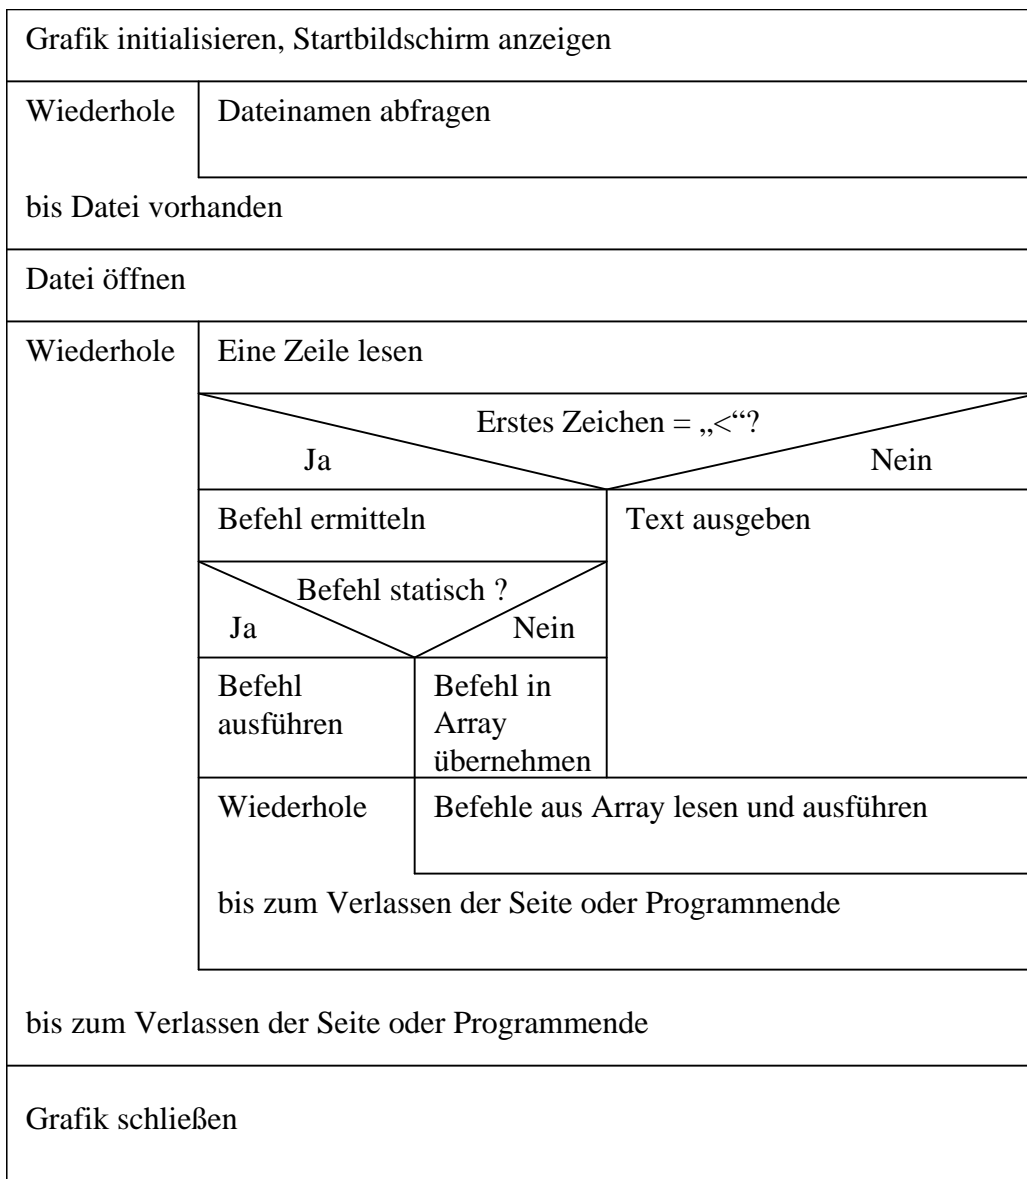 Grafik initialisieren, Startbildschirm anzeigen
Wiederhole
Dateinamen abfragen
bis Datei vorhanden
Datei öffnen
Wiederhole
Eine Zeile lesen
Erstes Zeichen = „<“?
Ja
Nein
Befehl ermitteln
Text ausgeben
Befehl statisch ?
Ja
Nein
Befehl
ausführen
Befehl in
Array
übernehmen
Wiederhole
Befehle aus Array lesen und ausführen
bis zum Verlassen der Seite oder Programmende
bis zum Verlassen der Seite oder Programmende
Grafik schließen